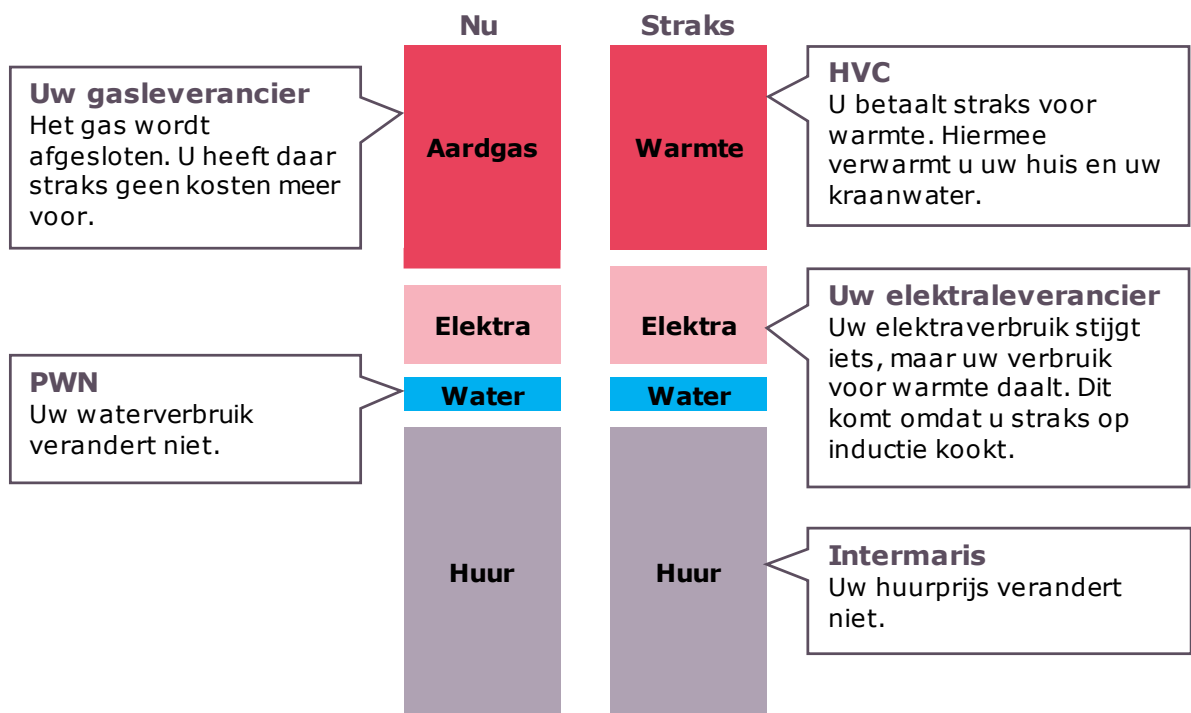 Nu
Straks
Uw gasleverancier
Het gas wordt
afgesloten. U heeft daar
straks geen kosten meer
voor.
Aardgas
Warmte
HVC
U betaalt straks voor
warmte. Hiermee
verwarmt u uw huis en uw
kraanwater.
Elektra
Elektra
Uw elektraleverancier
Uw elektraverbruik stijgt
iets, maar uw verbruik
voor warmte daalt. Dit
komt omdat u straks op
inductie kookt.
PWN
Uw waterverbruik
verandert niet.
Water
Water
Huur
Huur
Intermaris
Uw huurprijs verandert
niet.